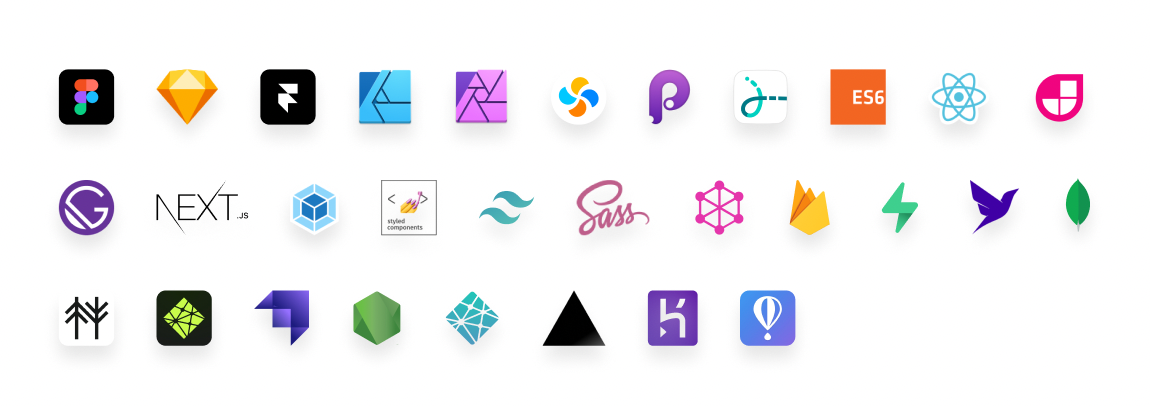 ES6
NEXT.JS
< >
styled
components
Sass